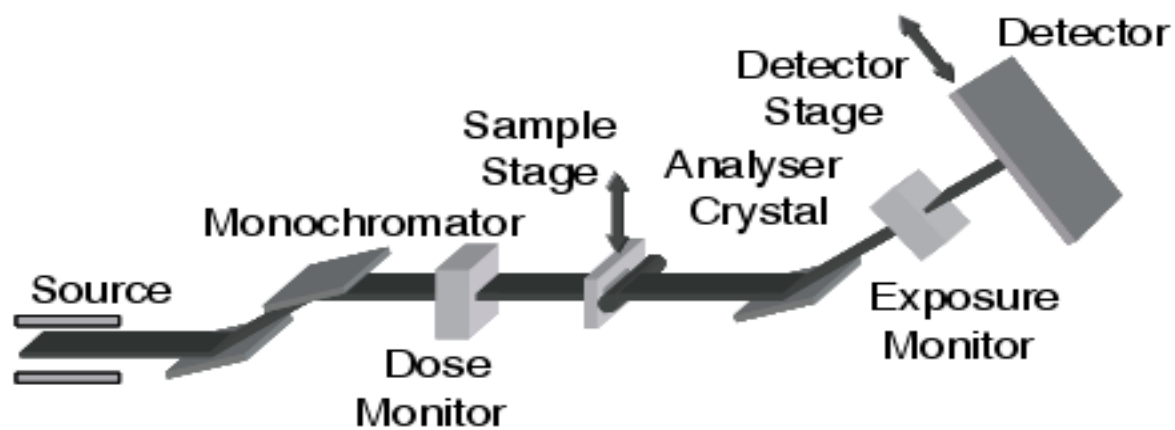 Source
Monochromator
Dose
Monitor
Sample
Stage
Analyser
Crystal
Exposure
Monitor
Detector
Stage
Detector